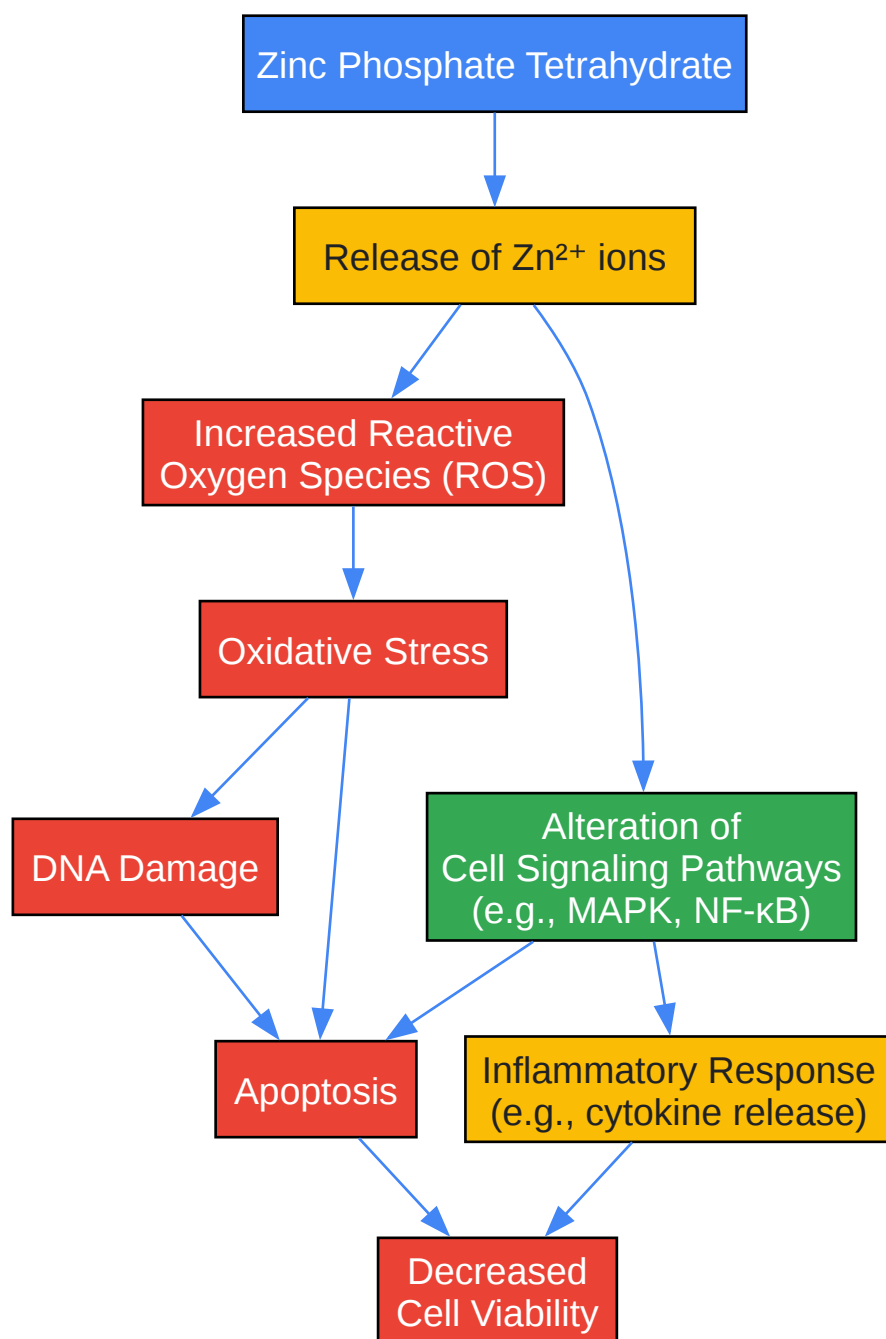 Zinc Phosphate Tetrahydrate
Release of Zn²⁺ ions
Increased Reactive
Oxygen Species (ROS)
Oxidative Stress
DNA Damage
Alteration of
Cell Signaling Pathways
(e.g., MAPK, NF-κB)
Apoptosis
Inflammatory Response
(e.g., cytokine release)
Decreased
Cell Viability